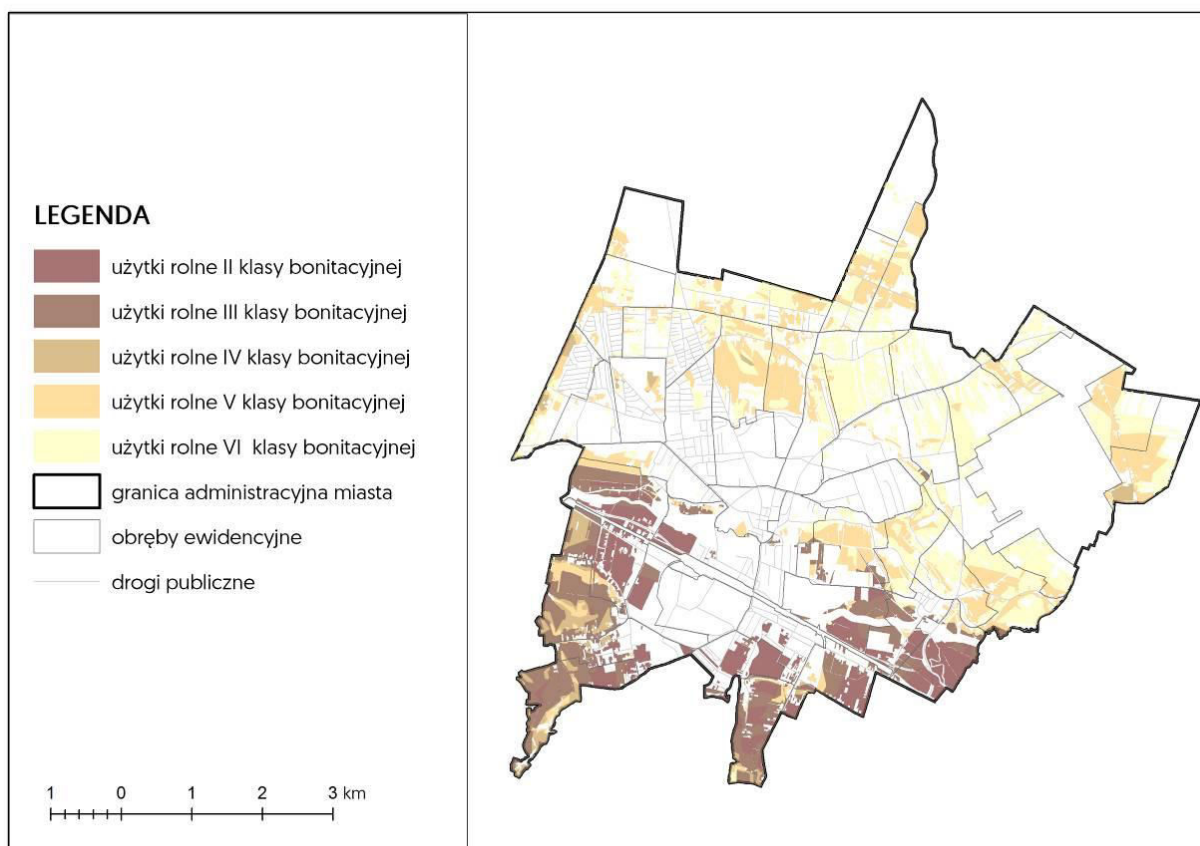 LEGENDA
użytki rolne II klasy bonitacyjnej
użytki rolne III klasy bonitacyjnej
użytki rolne IV klasy bonitacyjnej
użytki rolne V klasy bonitacyjnej
użytki rolne VI klasy bonitacyjnej
granica administracyjna miasta
obręby ewidencyjne
drogi publiczne
1 0 1 2 3 km